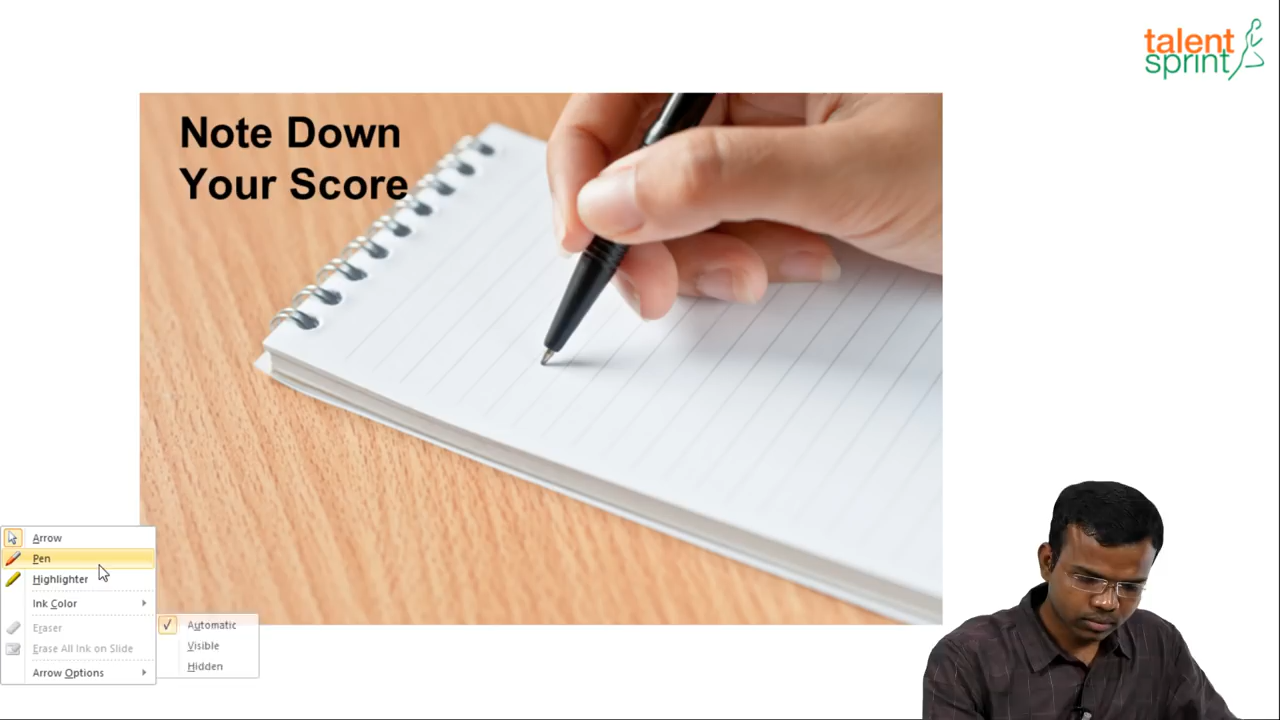 talent
sprint
Note Down
Your Score
Arrow
Pen
Highlighter
Ink Color
Eraser
Erase All Ink on Slide
Arrow Options
Automatic
Visible
Hidden